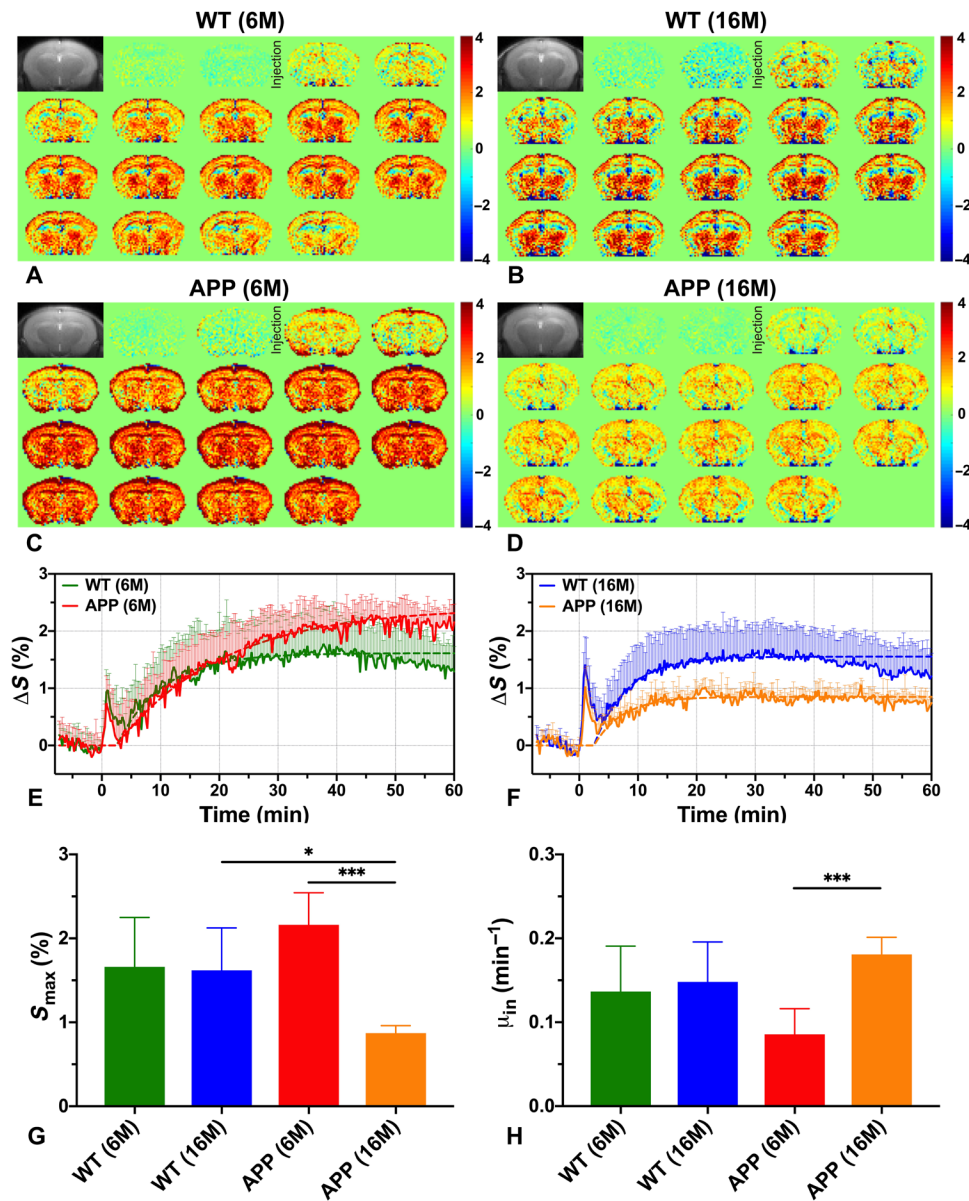 WT (6M)
WT (16M)
Injection
4
2
0
−2
−4
A
Injection
4
2
0
−2
−4
B
APP (6M)
APP (16M)
Injection
4
2
0
−2
−4
C
Injection
4
2
0
−2
−4
D
ΔS (%)
3
2
1
0
WT (6M)
APP (6M)
0 10 20 30 40 50 60
Time (min)
E
ΔS (%)
3
2
1
0
WT (16M)
APP (16M)
0 10 20 30 40 50 60
Time (min)
F
Smax (%)
3
2
1
0
*
***
WT (6M)
WT (16M)
APP (6M)
APP (16M)
G
μin (min−1)
0.3
0.2
0.1
0.0
***
WT (6M)
WT (16M)
APP (6M)
APP (16M)
H